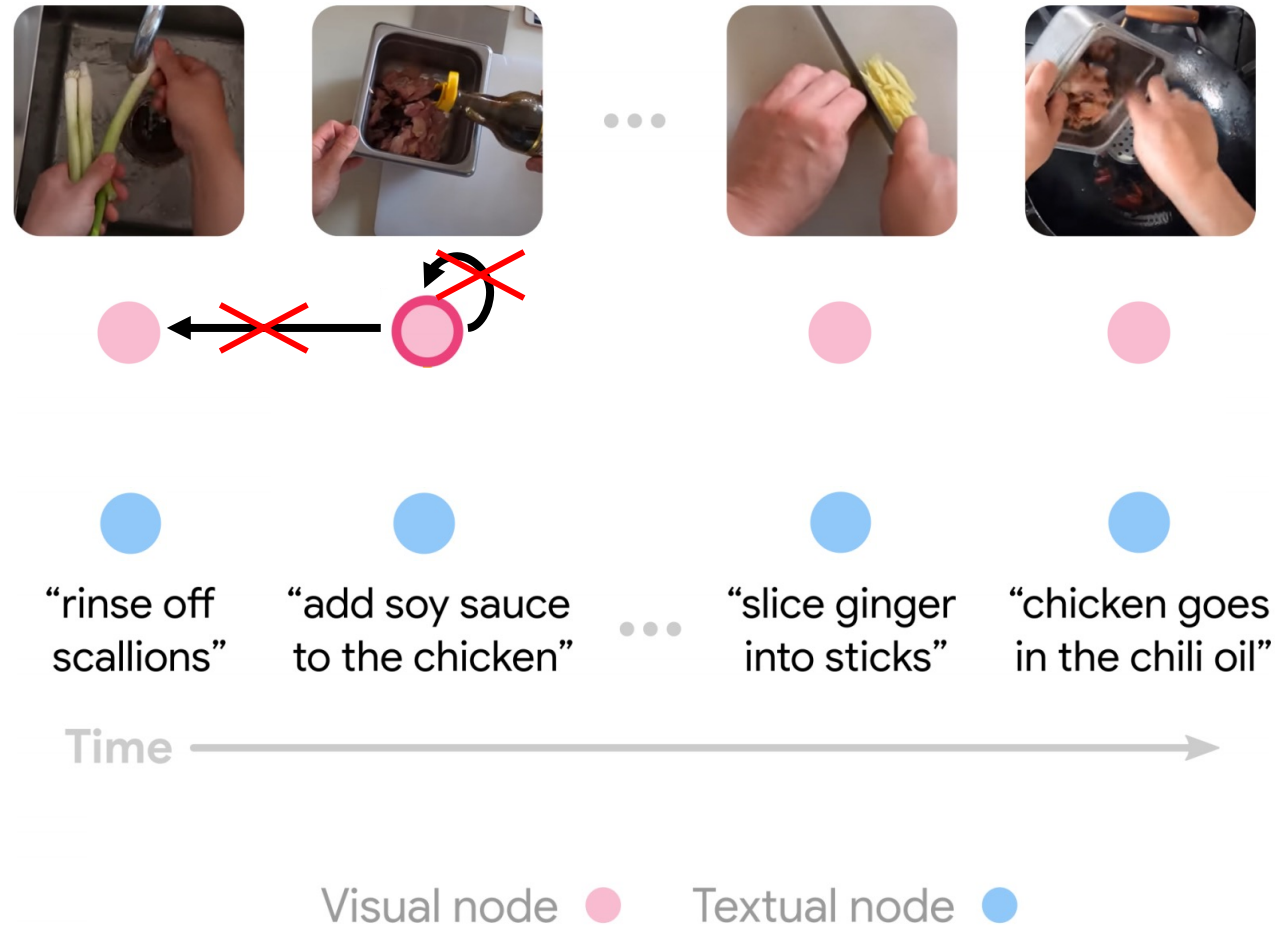 “rinse off
scallions”
“add soy sauce
to the chicken”
“slice ginger
into sticks”
“chicken goes
in the chili oil”
Time
Visual node
Textual node